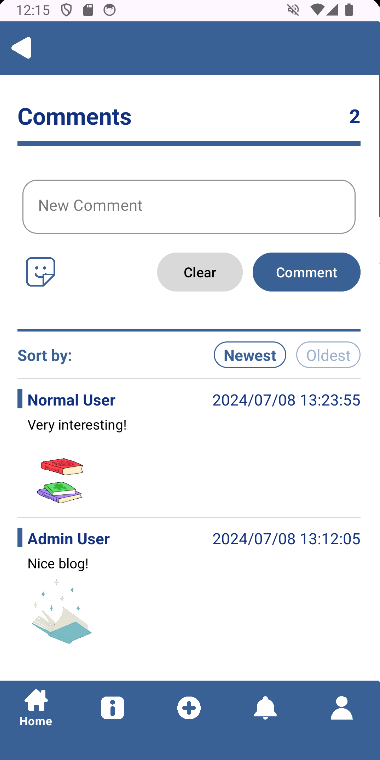 12:15
Comments 2
New Comment
Clear Comment
Sort by: Newest Oldest
Normal User 2024/07/08 13:23:55
Very interesting!
Admin User 2024/07/08 13:12:05
Nice blog!
Home